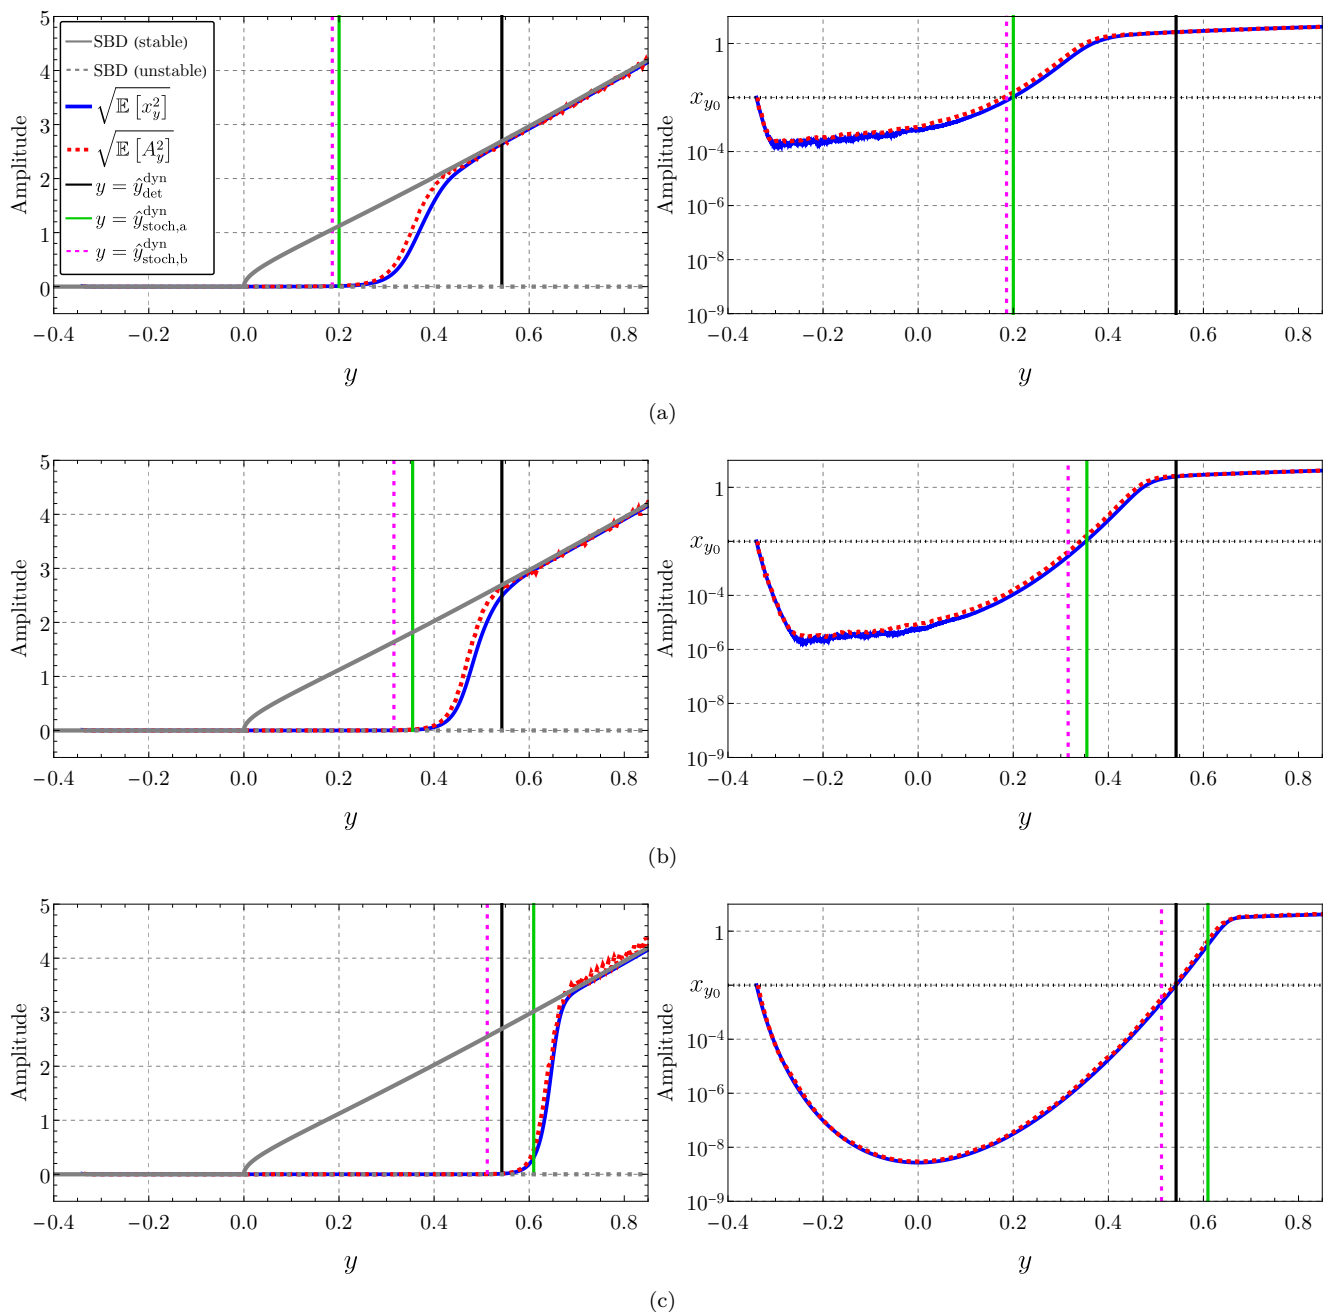 5
4
3
2
1
0
Amplitude
SBD (stable)
SBD (unstable)
√𝔼[x_y^2]
√𝔼[A_y^2]
y = ŷ_det^dyn
y = ŷ_stoch,a^dyn
y = ŷ_stoch,b^dyn
−0.4 −0.2 0.0 0.2 0.4 0.6 0.8
y
1
x_{y_0}
10^−4
10^−6
10^−8
10^−9
Amplitude
−0.4 −0.2 0.0 0.2 0.4 0.6 0.8
y
(a)
5
4
3
2
1
0
Amplitude
−0.4 −0.2 0.0 0.2 0.4 0.6 0.8
y
1
x_{y_0}
10^−4
10^−6
10^−8
10^−9
Amplitude
−0.4 −0.2 0.0 0.2 0.4 0.6 0.8
y
(b)
5
4
3
2
1
0
Amplitude
−0.4 −0.2 0.0 0.2 0.4 0.6 0.8
y
1
x_{y_0}
10^−4
10^−6
10^−8
10^−9
Amplitude
−0.4 −0.2 0.0 0.2 0.4 0.6 0.8
y
(c)